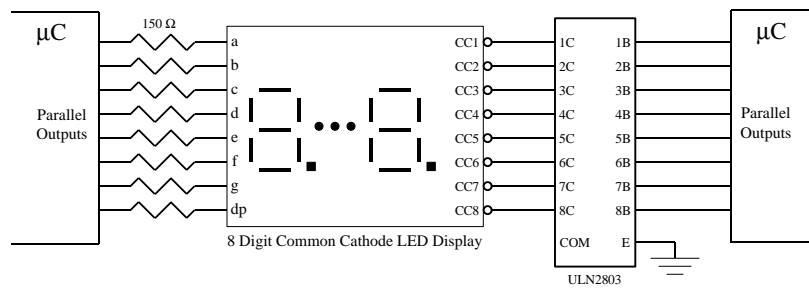 150 Ω
μC
μC
a CC1 1C 1B
b CC2 2C 2B
c CC3 3C 3B
Parallel
Outputs
d CC4 4C 4B
Parallel
Outputs
e CC5 5C 5B
f CC6 6C 6B
g CC7 7C 7B
dp CC8 8C 8B
COM E
8 Digit Common Cathode LED Display
ULN2803